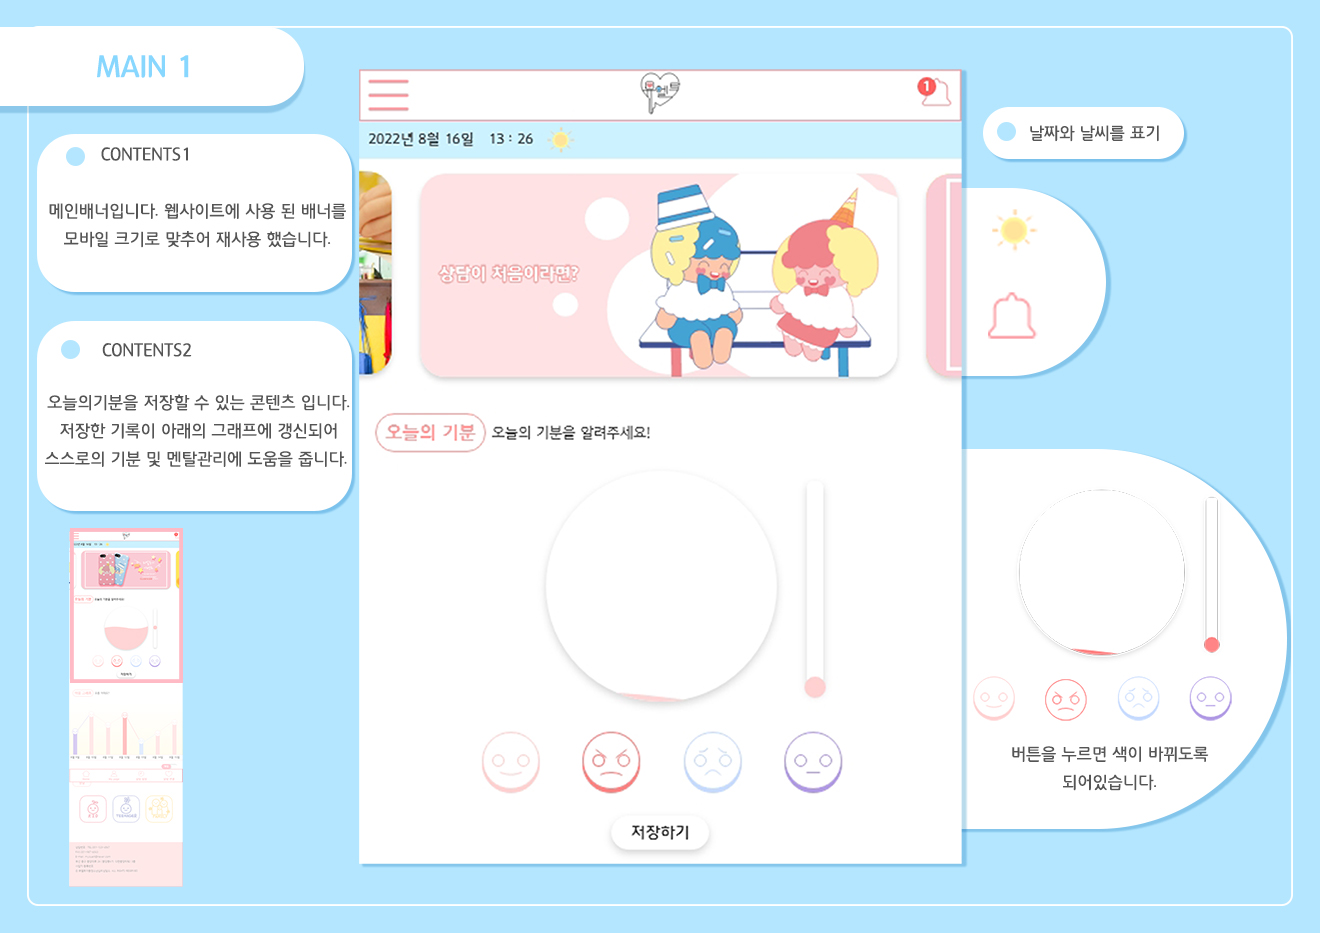 MAIN 1
CONTENTS1
메인배너입니다. 웹사이트에 사용 된 배너를
모바일 크기로 맞추어 재사용 했습니다.
CONTENTS2
오늘의기분을 저장할 수 있는 콘텐츠 입니다.
저장한 기록이 아래의 그래프에 갱신되어
스스로의 기분 및 멘탈관리에 도움을 줍니다.
1
2022년 8월 16일 13 : 26
상담이 처음이라면?
오늘의 기분 오늘의 기분을 알려주세요!
저장하기
날짜와 날씨를 표기
버튼을 누르면 색이 바뀌도록
되어있습니다.